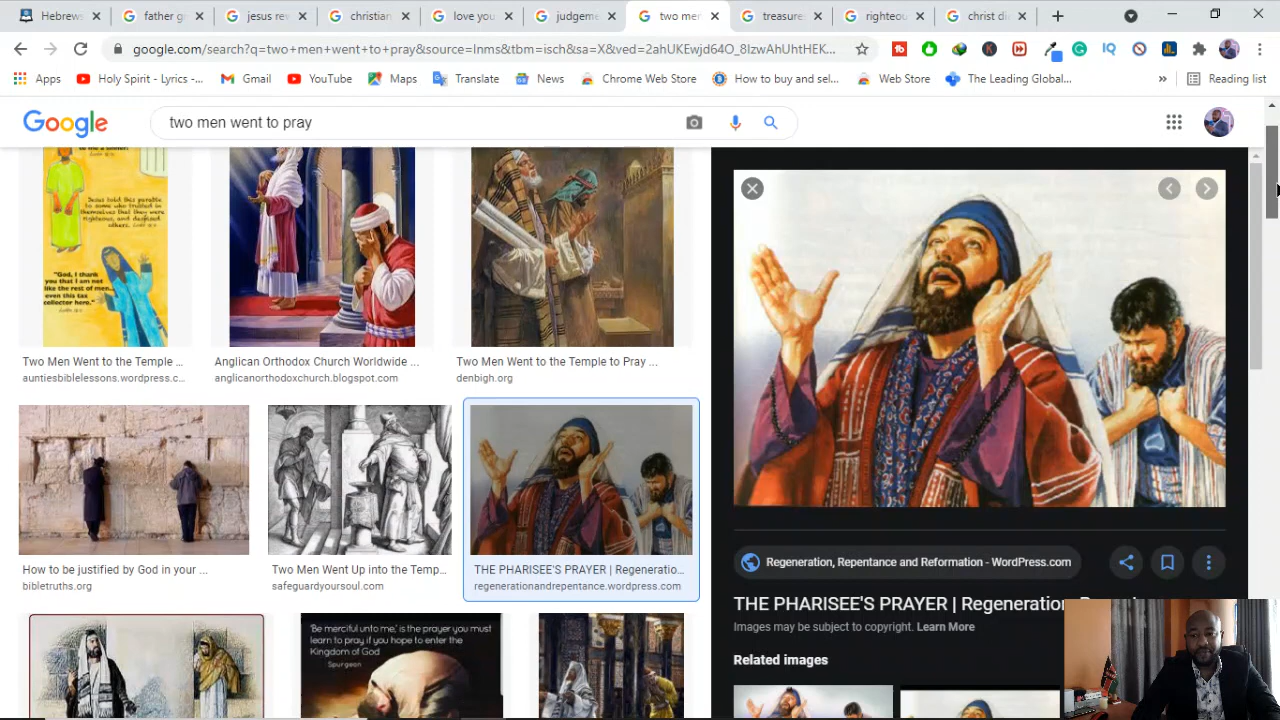 Hebrews
father g
jesus re
christian
love you
judgeme
two men
treasure
righteou
christ di
google.com/search?q=two+men+went+to+pray&source=lnms&tbm=isch&sa=X&ved=2ahUKEwjd64O_8IzwAhUhtHEK...
Apps
Holy Spirit - Lyrics -...
Gmail
YouTube
Maps
Translate
News
Chrome Web Store
How to buy and sel...
Web Store
The Leading Global...
»
Reading list
Google
two men went to pray
Jesus told this parable
to some who trusted in
themselves that they were
righteous, and despised
others.
"God, I thank
you that I am not
like the rest of men...
even this tax
collector here."
Two Men Went to the Temple ...
auntiesbiblelessons.wordpress.c...
Anglican Orthodox Church Worldwide ...
anglicanorthodoxchurch.blogspot.com
Two Men Went to the Temple to Pray ...
denbigh.org
How to be justified by God in your ...
bibletruths.org
Two Men Went Up into the Temp...
safeguardyoursoul.com
THE PHARISEE'S PRAYER | Regeneratio...
regenerationandrepentance.wordpress.com
'Be merciful unto me,' is the prayer you must
learn to pray if you hope to enter the
Kingdom of God
Spurgeon
Regeneration, Repentance and Reformation - WordPress.com
THE PHARISEE'S PRAYER | Regeneration
Images may be subject to copyright. Learn More
Related images